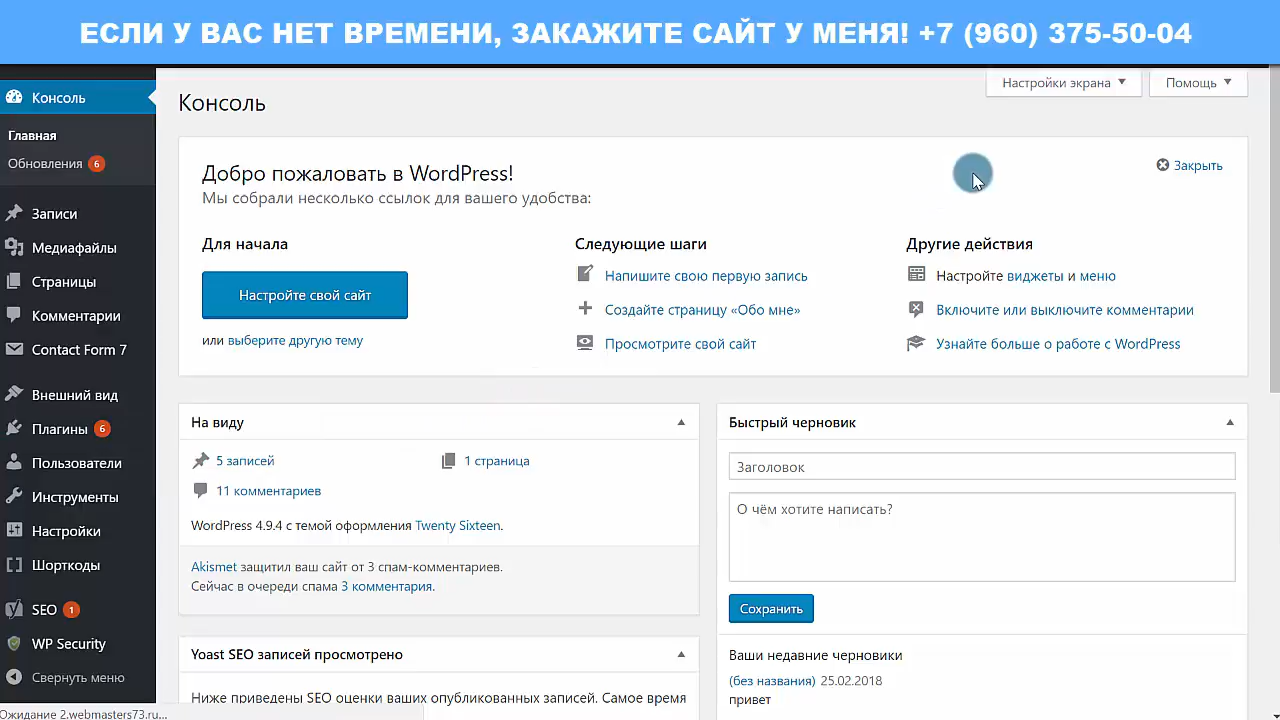 ЕСЛИ У ВАС НЕТ ВРЕМЕНИ, ЗАКАЖИТЕ САЙТ У МЕНЯ! +7 (960) 375-50-04
Консоль
Главная
Обновления 6
Записи
Медиафайлы
Страницы
Комментарии
Contact Form 7
Внешний вид
Плагины 6
Пользователи
Инструменты
Настройки
Шорткоды
SEO 1
WP Security
Свернуть меню
Ожидание 2.webmasters73.ru...
Настройки экрана
Помощь
Консоль
Добро пожаловать в WordPress!
Закрыть
Мы собрали несколько ссылок для вашего удобства:
Для начала
Настройте свой сайт
или выберите другую тему
Следующие шаги
Напишите свою первую запись
Создайте страницу «Обо мне»
Просмотрите свой сайт
Другие действия
Настройте виджеты и меню
Включите или выключите комментарии
Узнайте больше о работе с WordPress
На виду
5 записей
1 страница
11 комментариев
WordPress 4.9.4 с темой оформления Twenty Sixteen.
Akismet защитил ваш сайт от 3 спам-комментариев.
Сейчас в очереди спама 3 комментария.
Yoast SEO записей просмотрено
Ниже приведены SEO оценки ваших опубликованных записей. Самое время
Быстрый черновик
Заголовок
О чём хотите написать?
Сохранить
Ваши недавние черновики
(без названия) 25.02.2018
привет